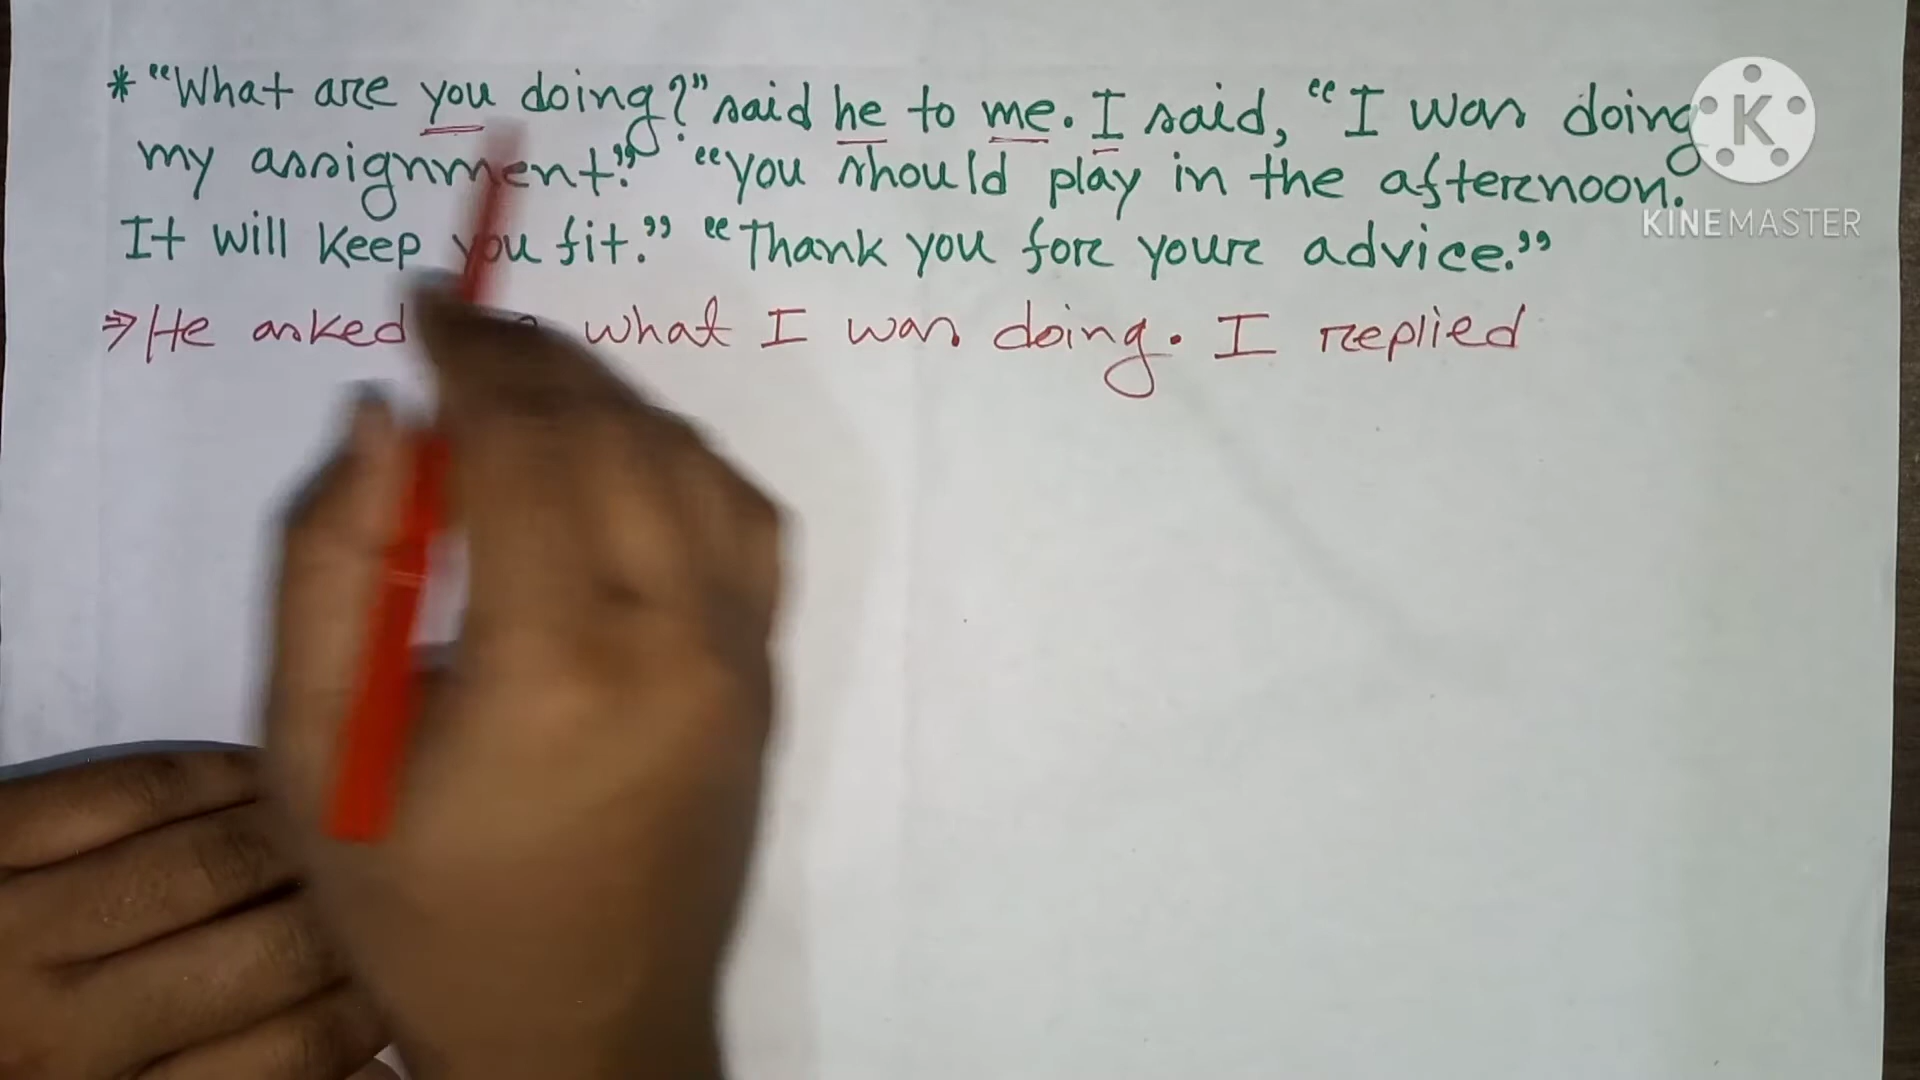 * "What are you doing?" said he to me. I said, "I was doing
my assignment." "you should play in the afternoon.
It will keep you fit." "Thank you for your advice."
⇒ He asked what I was doing. I replied
K
KINEMASTER